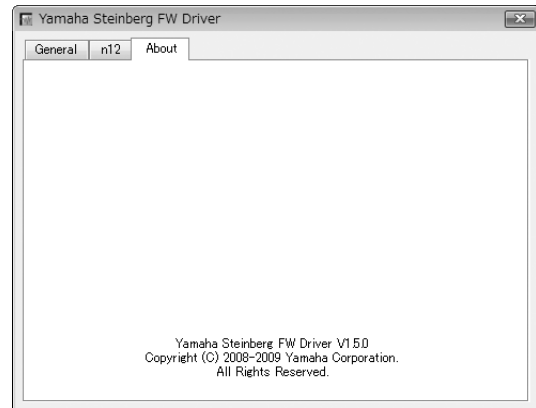 Yamaha Steinberg FW Driver
General n12 About
Yamaha Steinberg FW Driver V1.5.0
Copyright (C) 2008-2009 Yamaha Corporation.
All Rights Reserved.